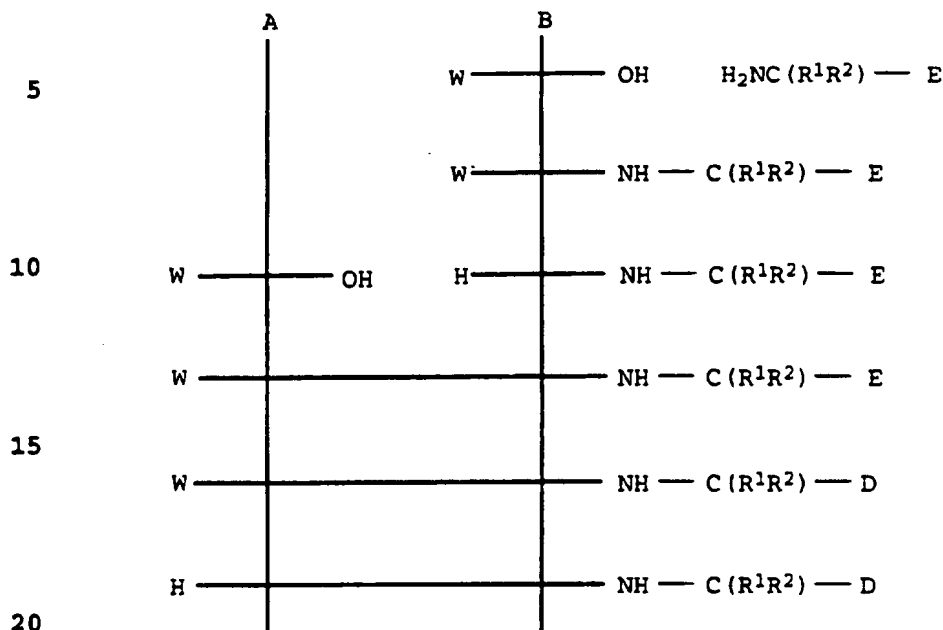 A B
5 W OH H₂NC(R¹R²) — E
W NH — C(R¹R²) — E
10 W OH H NH — C(R¹R²) — E
W NH — C(R¹R²) — E
15
W NH — C(R¹R²) — D
H NH — C(R¹R²) — D
20